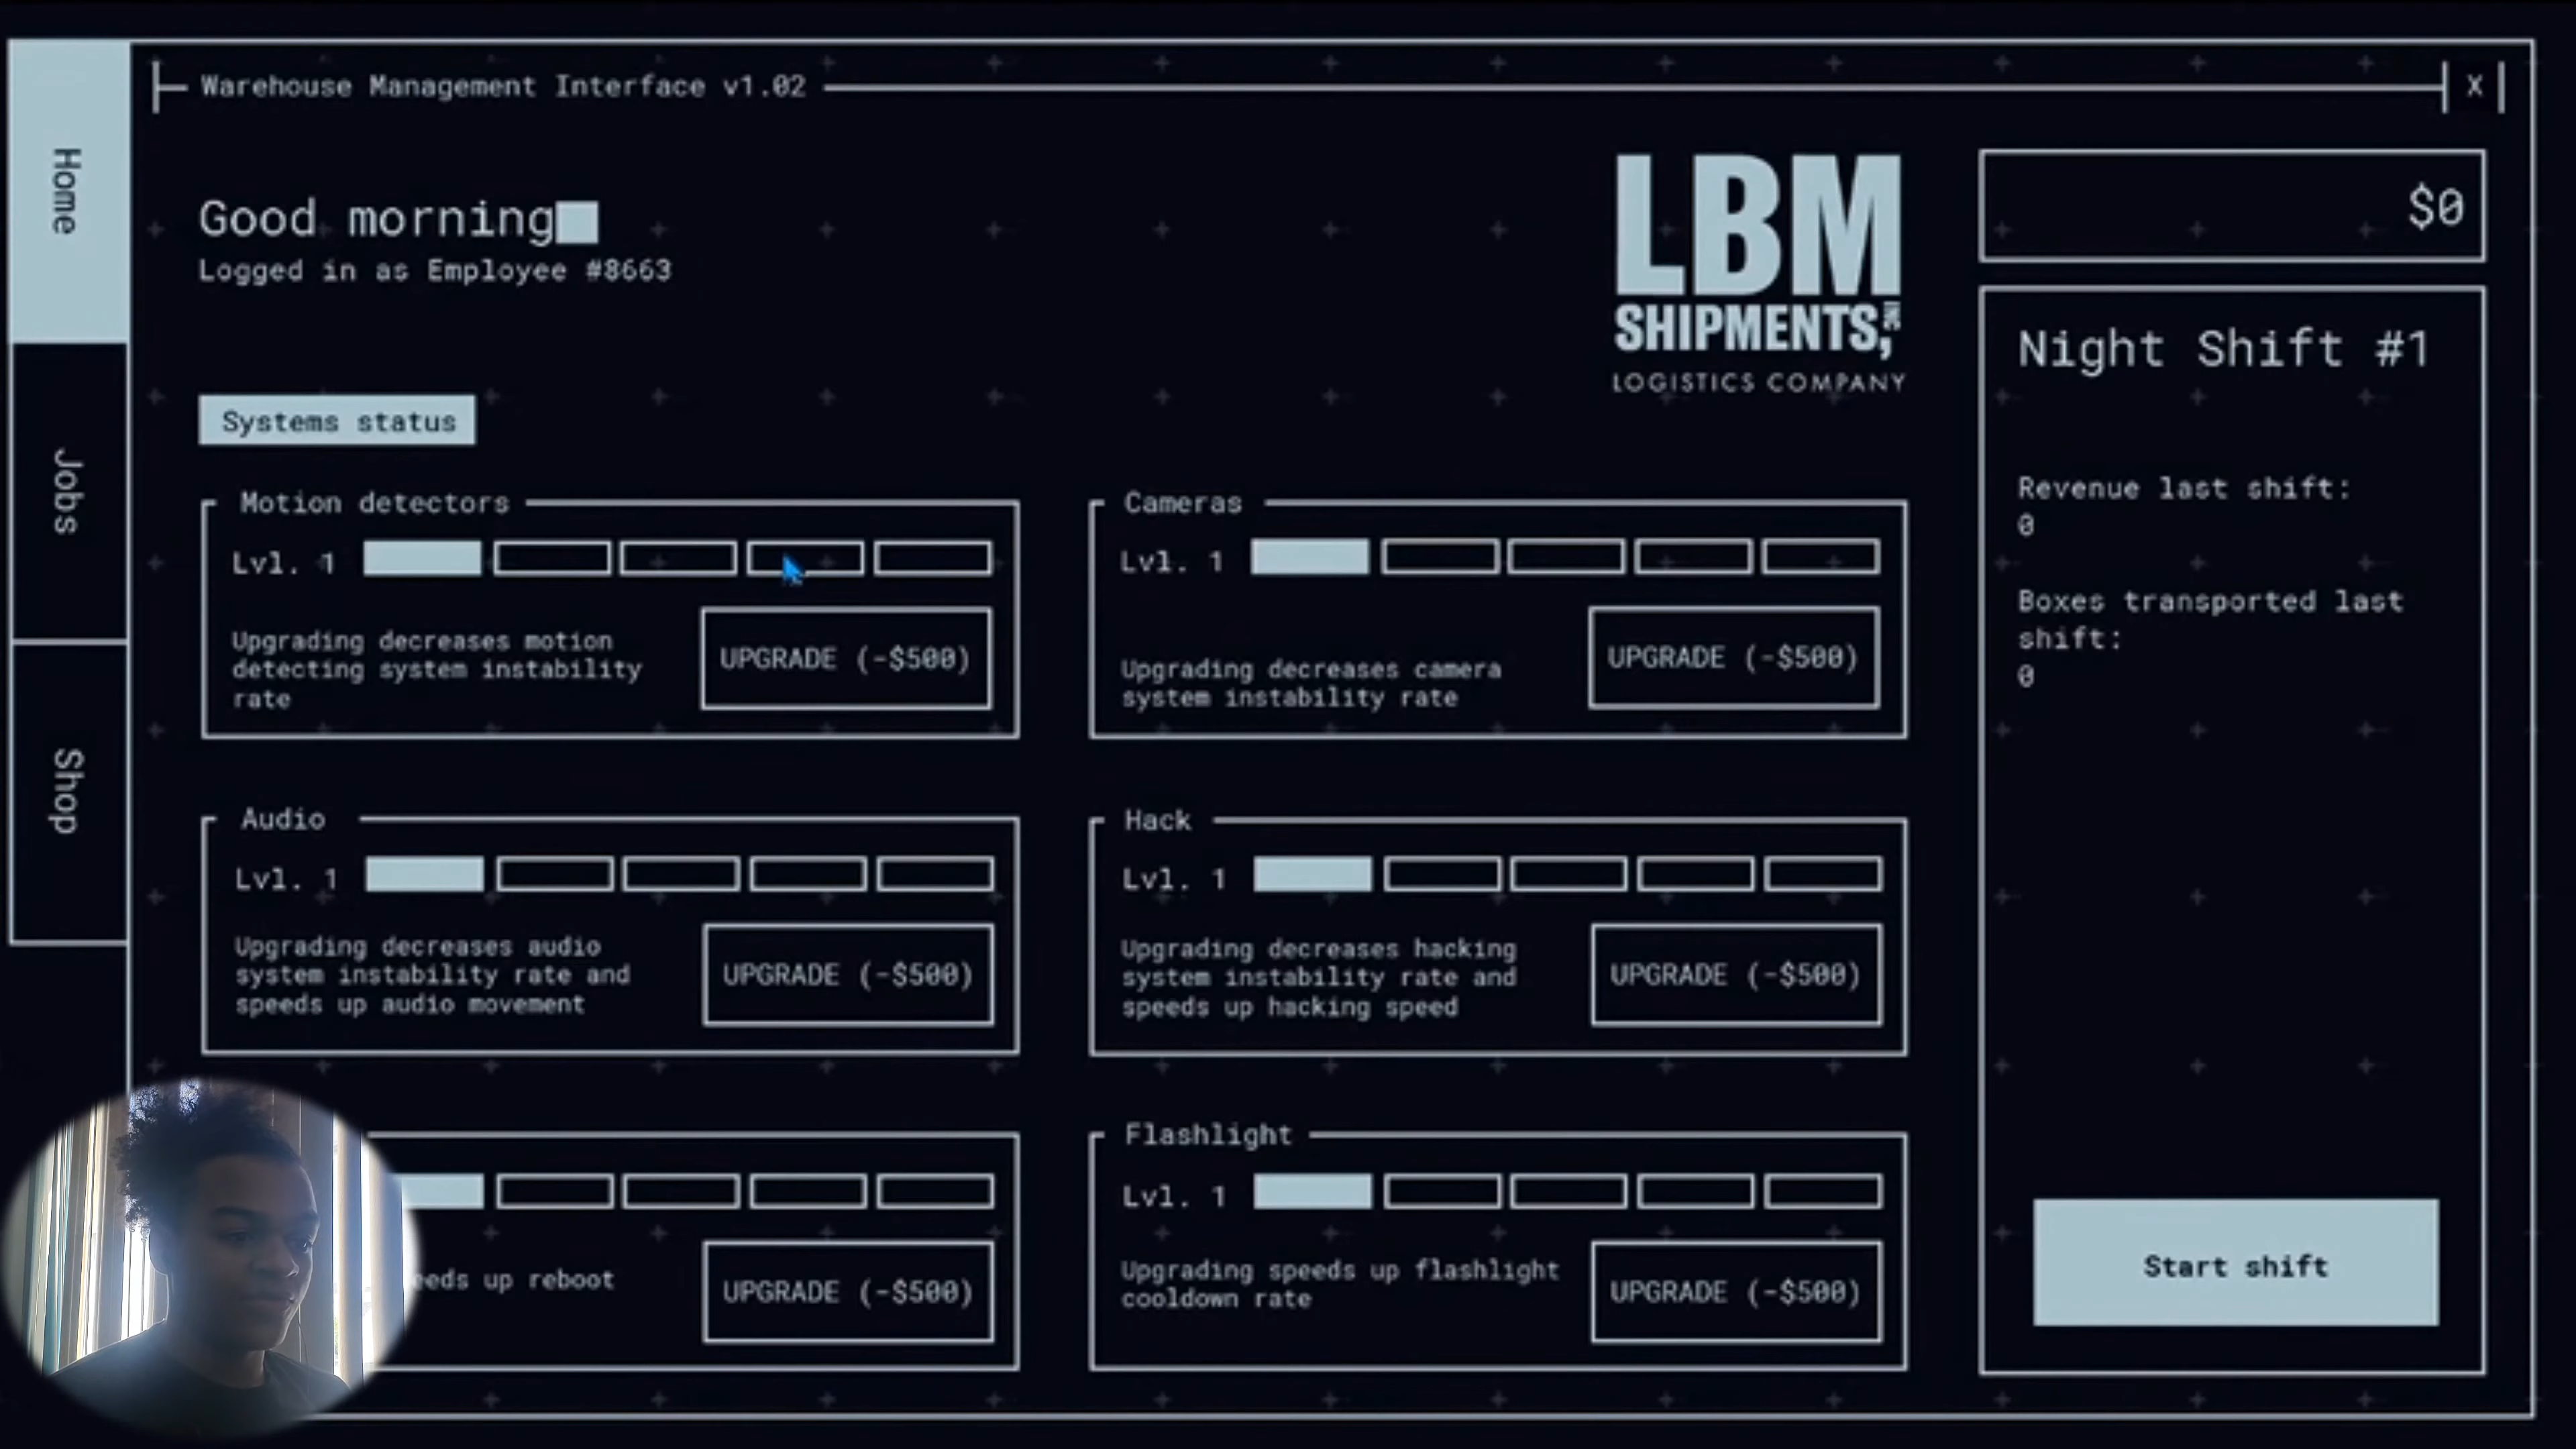 Warehouse Management Interface v1.02
X
Home
Jobs
Shop
Good morning
Logged in as Employee #8663
LBM
SHIPMENTS, INC
LOGISTICS COMPANY
$0
Night Shift #1
Revenue last shift:
0
Boxes transported last
shift:
0
Start shift
Systems status
Motion detectors
Lvl. 1
Upgrading decreases motion
detecting system instability
rate
UPGRADE (-$500)
Cameras
Lvl. 1
Upgrading decreases camera
system instability rate
UPGRADE (-$500)
Audio
Lvl. 1
Upgrading decreases audio
system instability rate and
speeds up audio movement
UPGRADE (-$500)
Hack
Lvl. 1
Upgrading decreases hacking
system instability rate and
speeds up hacking speed
UPGRADE (-$500)
up reboot
UPGRADE (-$500)
Flashlight
Lvl. 1
Upgrading speeds up flashlight
cooldown rate
UPGRADE (-$500)